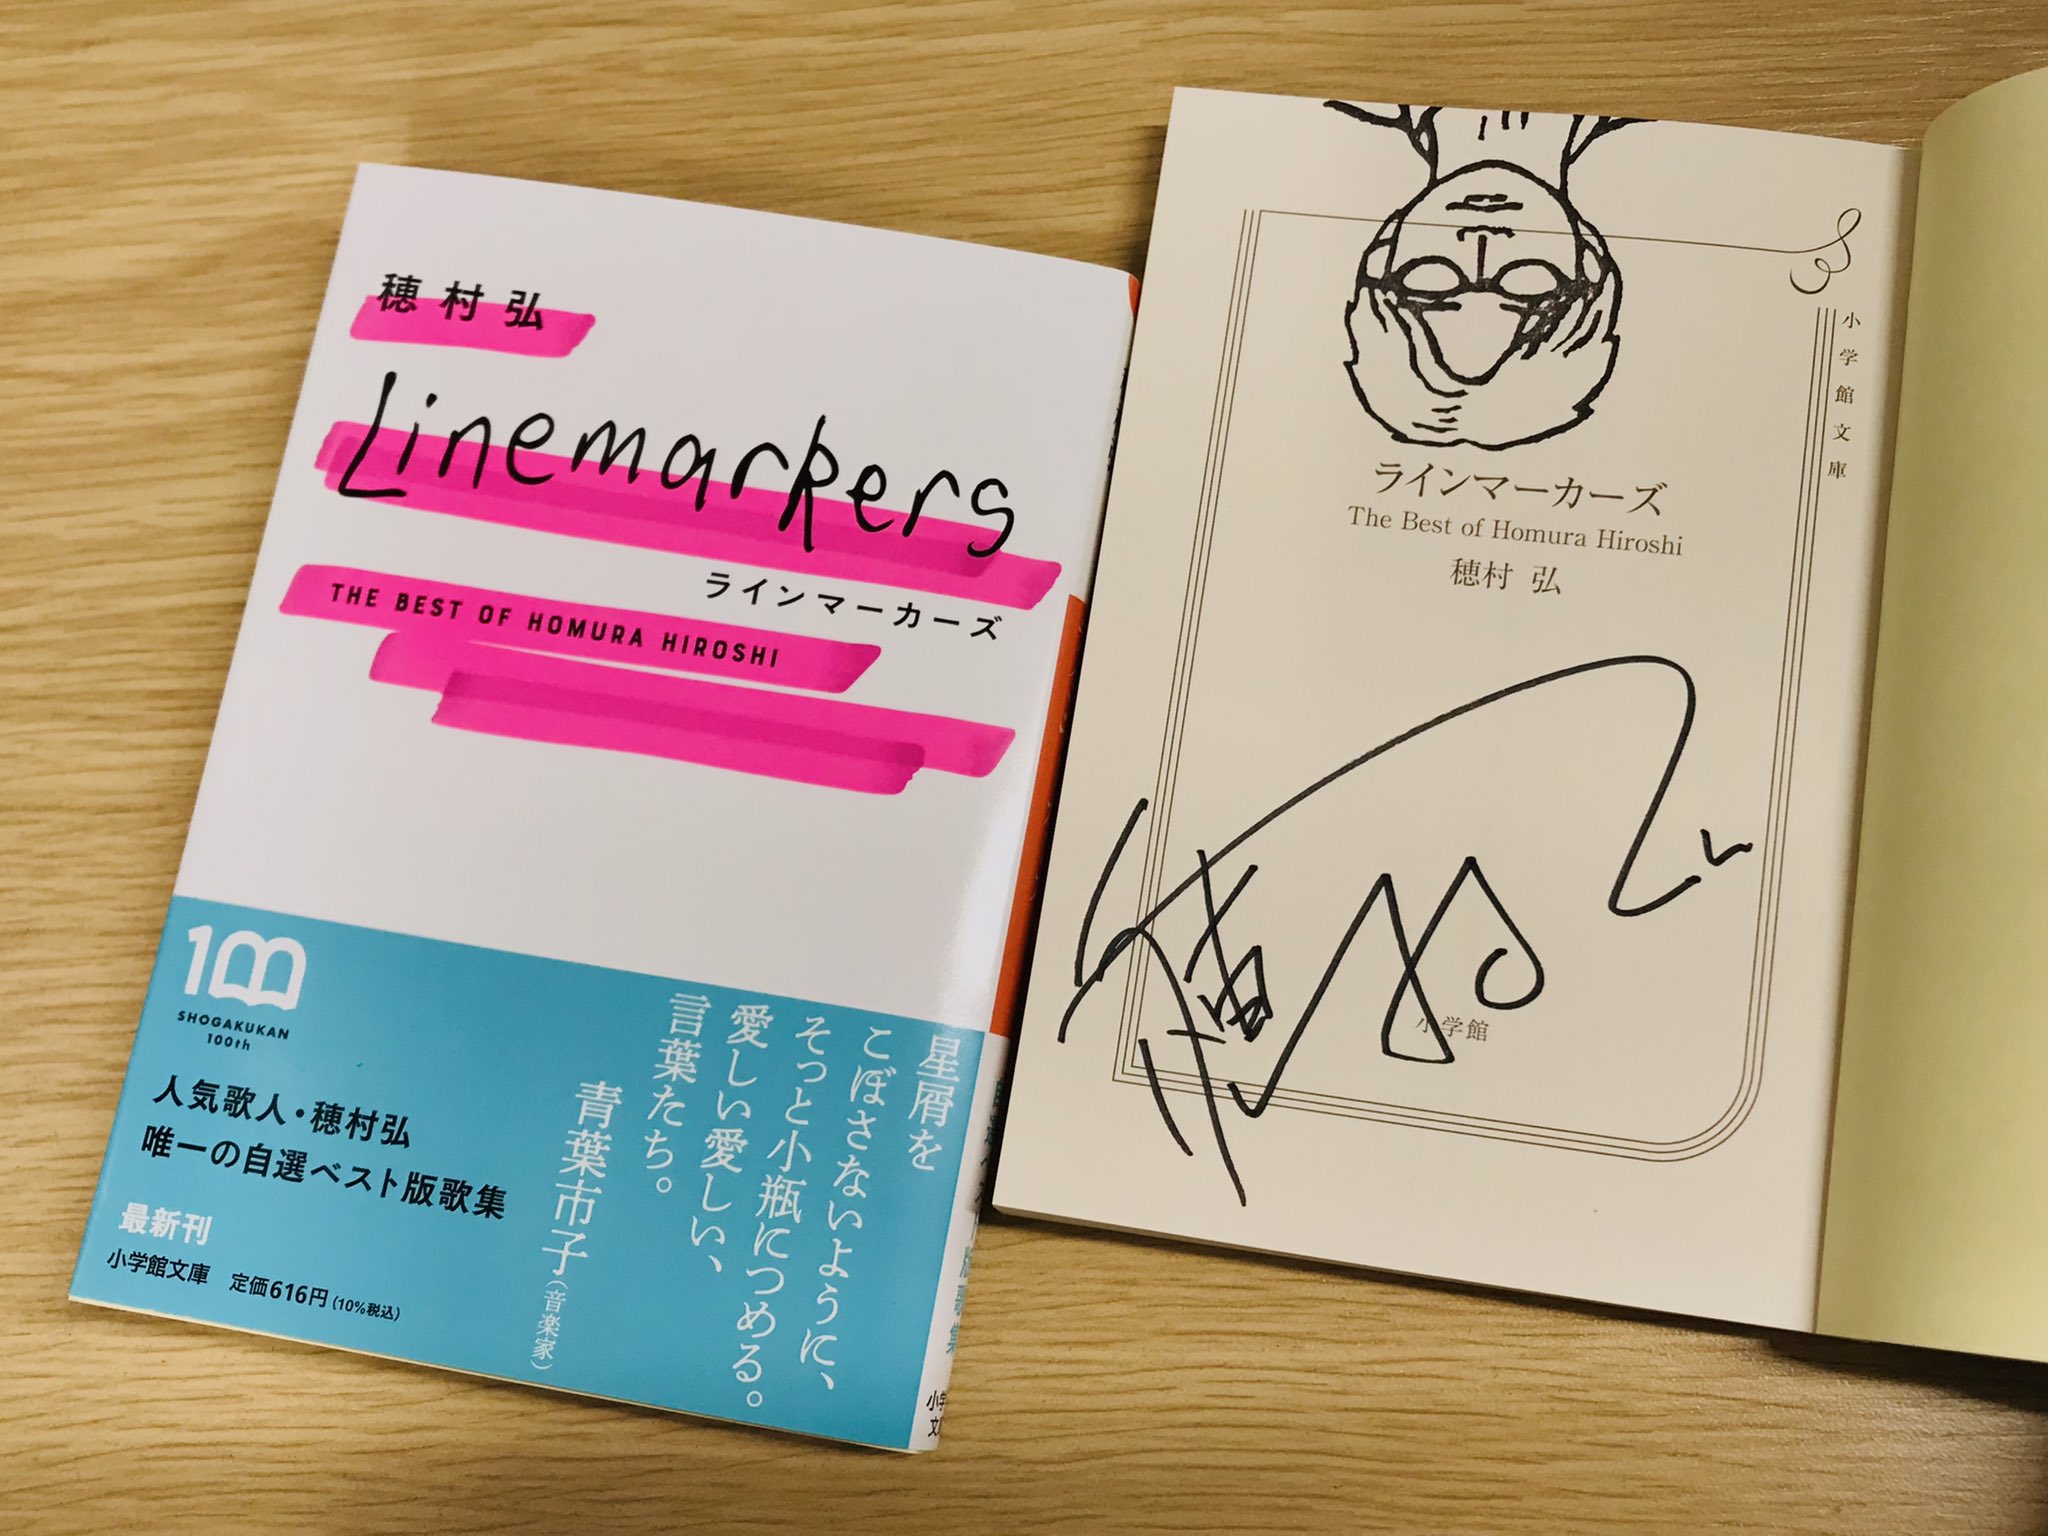 穂村弘
Linemarkers
ラインマーカーズ
THE BEST OF HOMURA HIROSHI
100
SHOGAKUKAN
100th
人気歌人・穂村弘
唯一の自選ベスト版歌集
最新刊
小学館文庫 定価616円(10%税込)
星屑を
こぼさないように、
そっと小瓶につめる。
愛しい愛しい、
言葉たち。
青葉市子(音楽家)
小学館文庫
ラインマーカーズ
The Best of Homura Hiroshi
穂村 弘
小学館